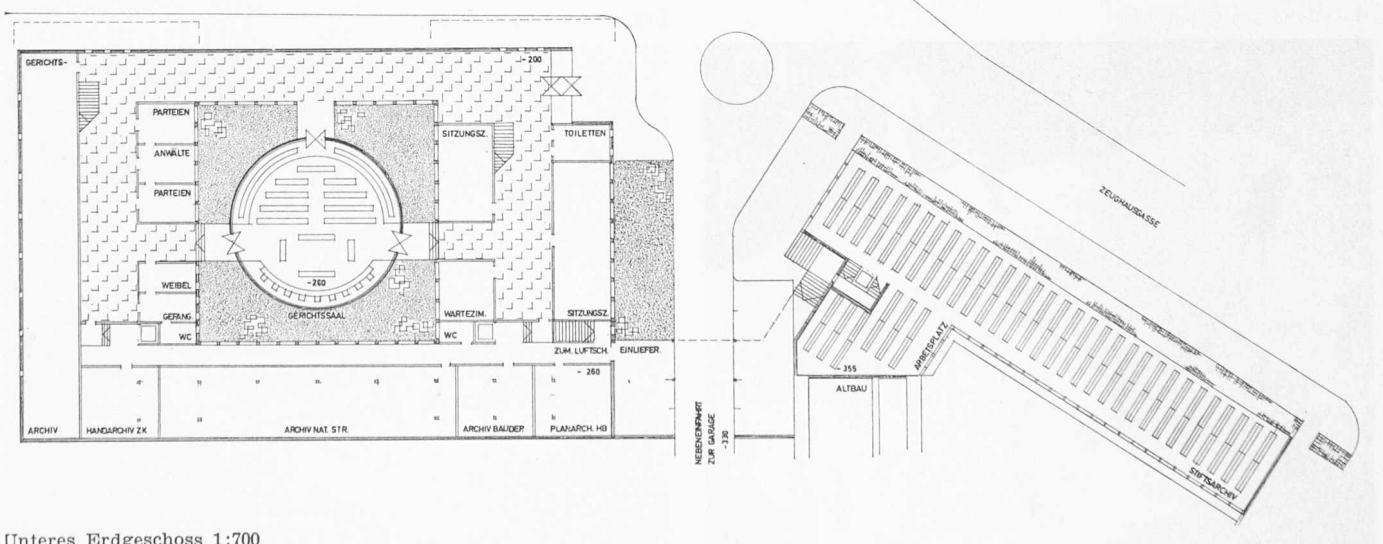 GERICHTS-
- 200
PARTEIEN
SITZUNGSZ.
TOILETTEN
ANWÄLTE
PARTEIEN
ZEUGHAUSGASSE
-260
WEIBEL
GEFANG.
GERICHTSSAAL
WARTEZIM.
SITZUNGSZ.
WC
WC
ZUM. LUFTSCH.
EINLIEFER.
- 260
ARBEITSPLATZ
- 355
ALTBAU
ARCHIV
HANDARCHIV ZK
ARCHIV NAT. STR.
ARCHIV BÄUDER
PLANARCH. HB
NEBENEINFAHRT
ZUR GARAGE
-330
STIFTSARCHIV
Unteres Erdgeschoss 1:700